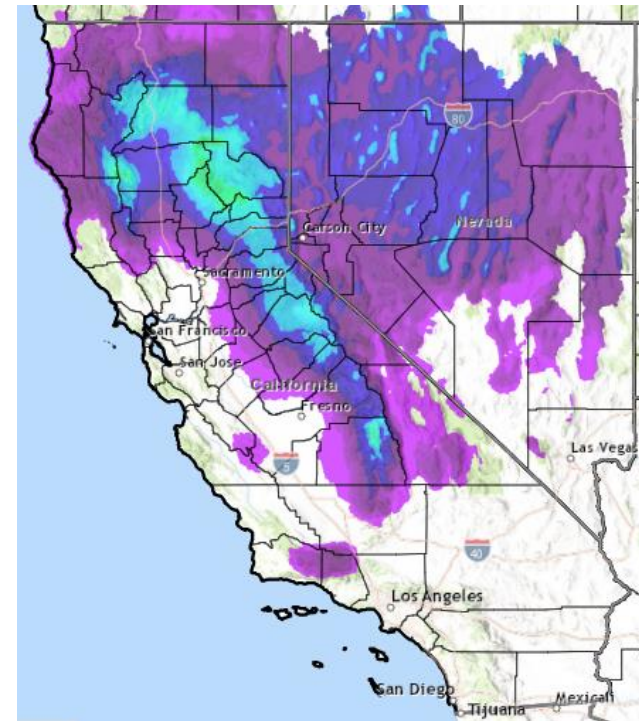 80
Nevada
Carson City
Sacramento
San Francisco
San Jose
California
Fresno
Las Vegas
5
40
Los Angeles
San Diego
Tijuana
Mexicali